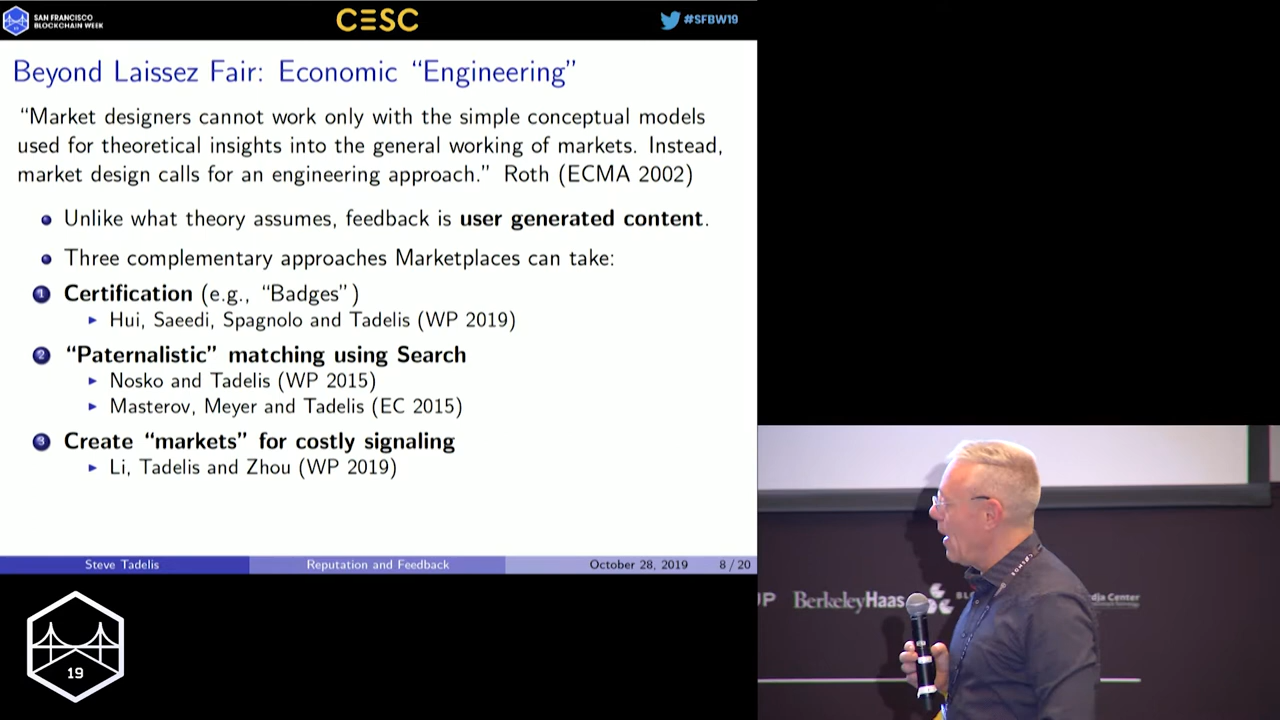 SAN FRANCISCO
BLOCKCHAIN WEEK
CESC
#SFBW19
Beyond Laissez Fair: Economic “Engineering”
“Market designers cannot work only with the simple conceptual models
used for theoretical insights into the general working of markets. Instead,
market design calls for an engineering approach.” Roth (ECMA 2002)
Unlike what theory assumes, feedback is user generated content.
Three complementary approaches Marketplaces can take:
1 Certification (e.g., “Badges”)
Hui, Saeedi, Spagnolo and Tadelis (WP 2019)
2 “Paternalistic” matching using Search
Nosko and Tadelis (WP 2015)
Masterov, Meyer and Tadelis (EC 2015)
3 Create “markets” for costly signaling
Li, Tadelis and Zhou (WP 2019)
Steve Tadelis Reputation and Feedback October 28, 2019 8 / 20
BerkeleyHaas
Center
19